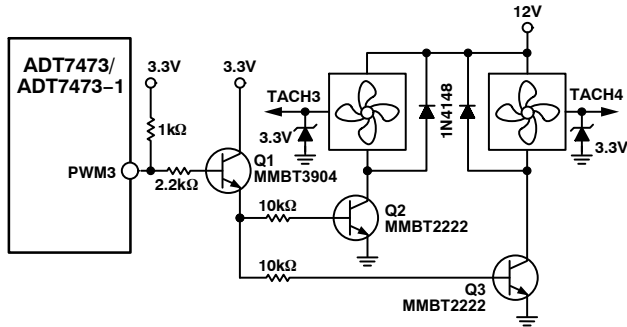 12V
ADT7473/
ADT7473–1
3.3V
3.3V
TACH3
1N4148
TACH4
3.3V
3.3V
1kΩ
PWM3
2.2kΩ
Q1
MMBT3904
10kΩ
Q2
MMBT2222
10kΩ
Q3
MMBT2222